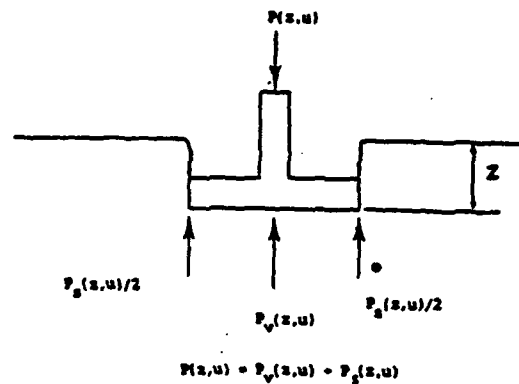 P(z,u)
z
P_s(z,u)/2
P_s(z,u)/2
P_v(z,u)
P(z,u) = P_v(z,u) + P_s(z,u)